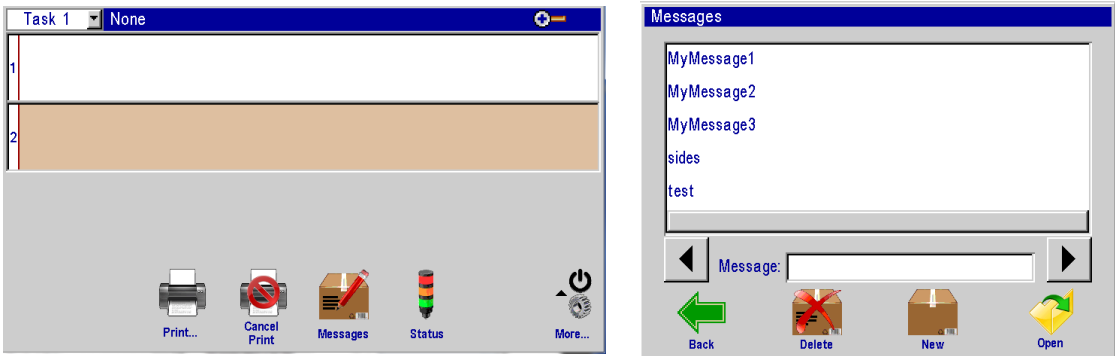 Task 1 None
1
2
Print...
Cancel
Print
Messages
Status
More...
Messages
MyMessage1
MyMessage2
MyMessage3
sides
test
Message:
Back
Delete
New
Open